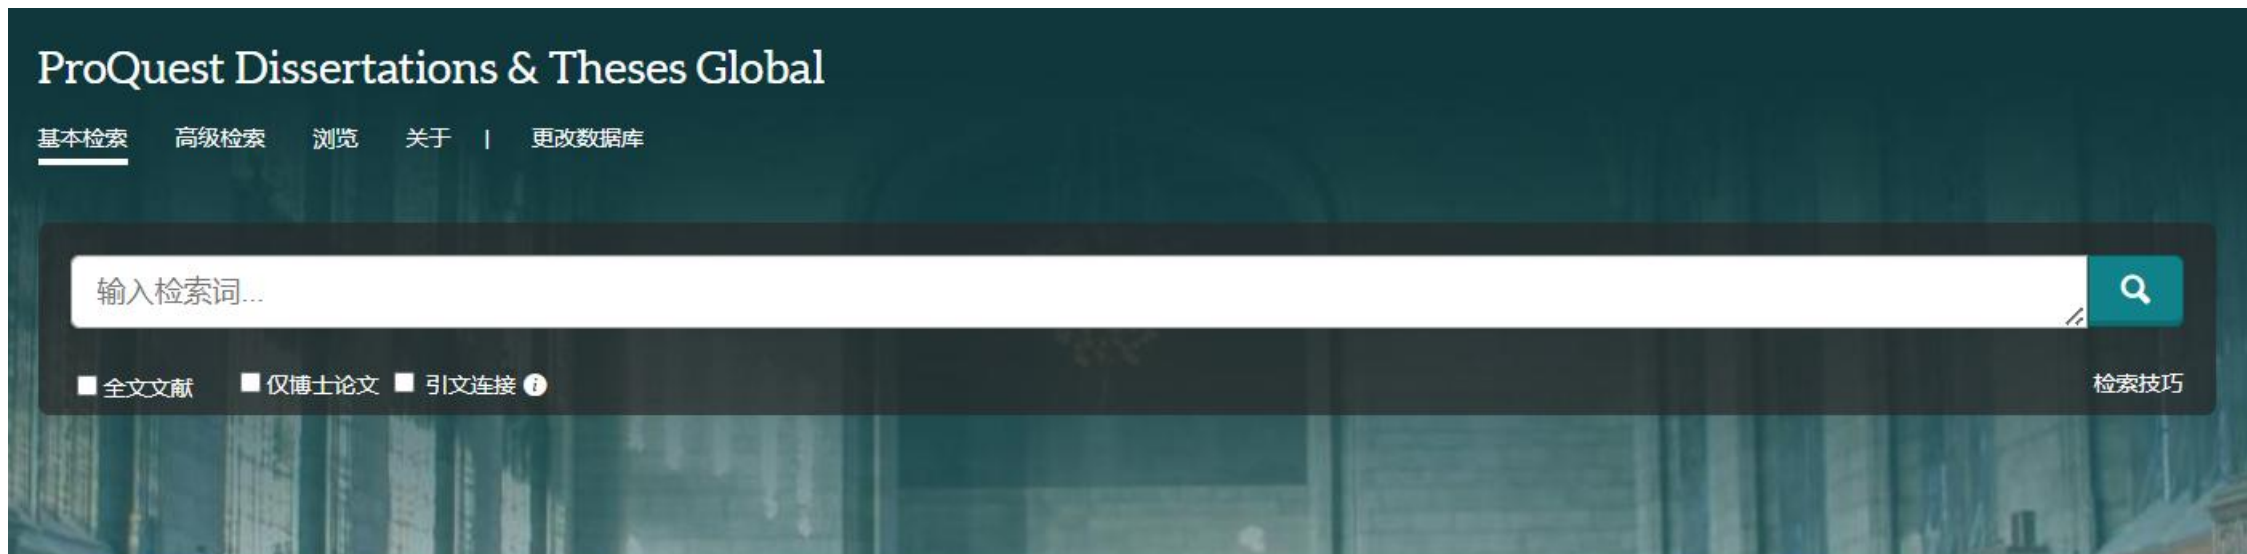 ProQuest Dissertations & Theses Global
基本检索 高级检索 浏览 关于 | 更改数据库
输入检索词...
全文文献 仅博士论文 引文连接 i 检索技巧